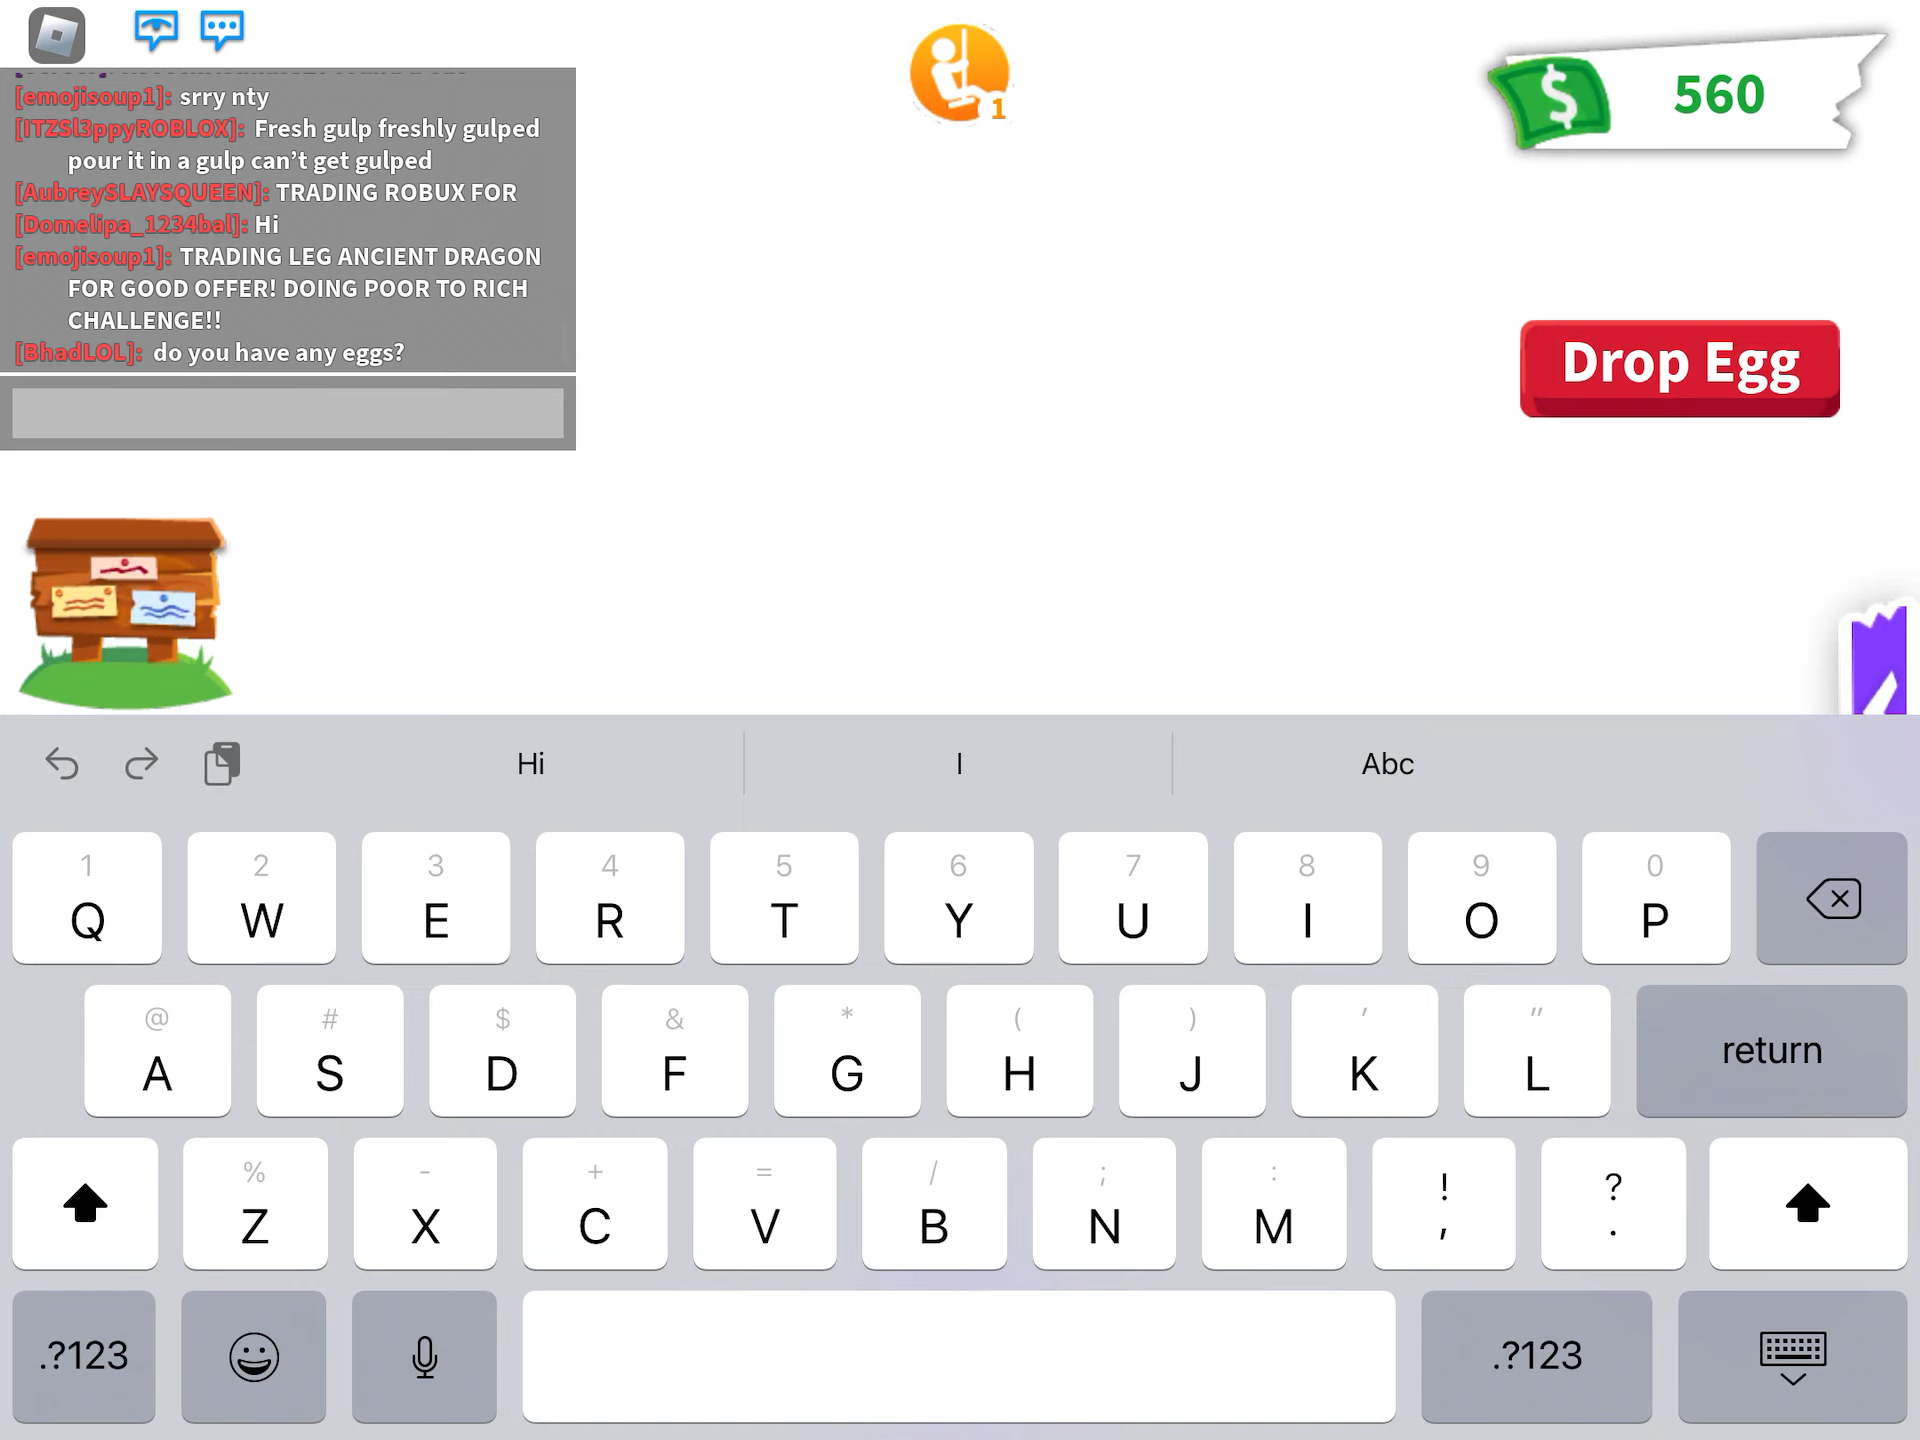 [emojisoup1]: srry nty
[ITZSl3ppyROBLOX]: Fresh gulp freshly gulped
pour it in a gulp can't get gulped
[AubreySLAYSQUEEN]: TRADING ROBUX FOR
[Domelipa_1234bal]: Hi
[emojisoup1]: TRADING LEG ANCIENT DRAGON
FOR GOOD OFFER! DOING POOR TO RICH
CHALLENGE!!
[BhadLOL]: do you have any eggs?
1
$ 560
Drop Egg
Hi I Abc
1 2 3 4 5 6 7 8 9 0
Q W E R T Y U I O P
@ # $ & * ( ) ' "
A S D F G H J K L return
% - + = / ; : ! ?
Z X C V B N M , .
.?123 .?123